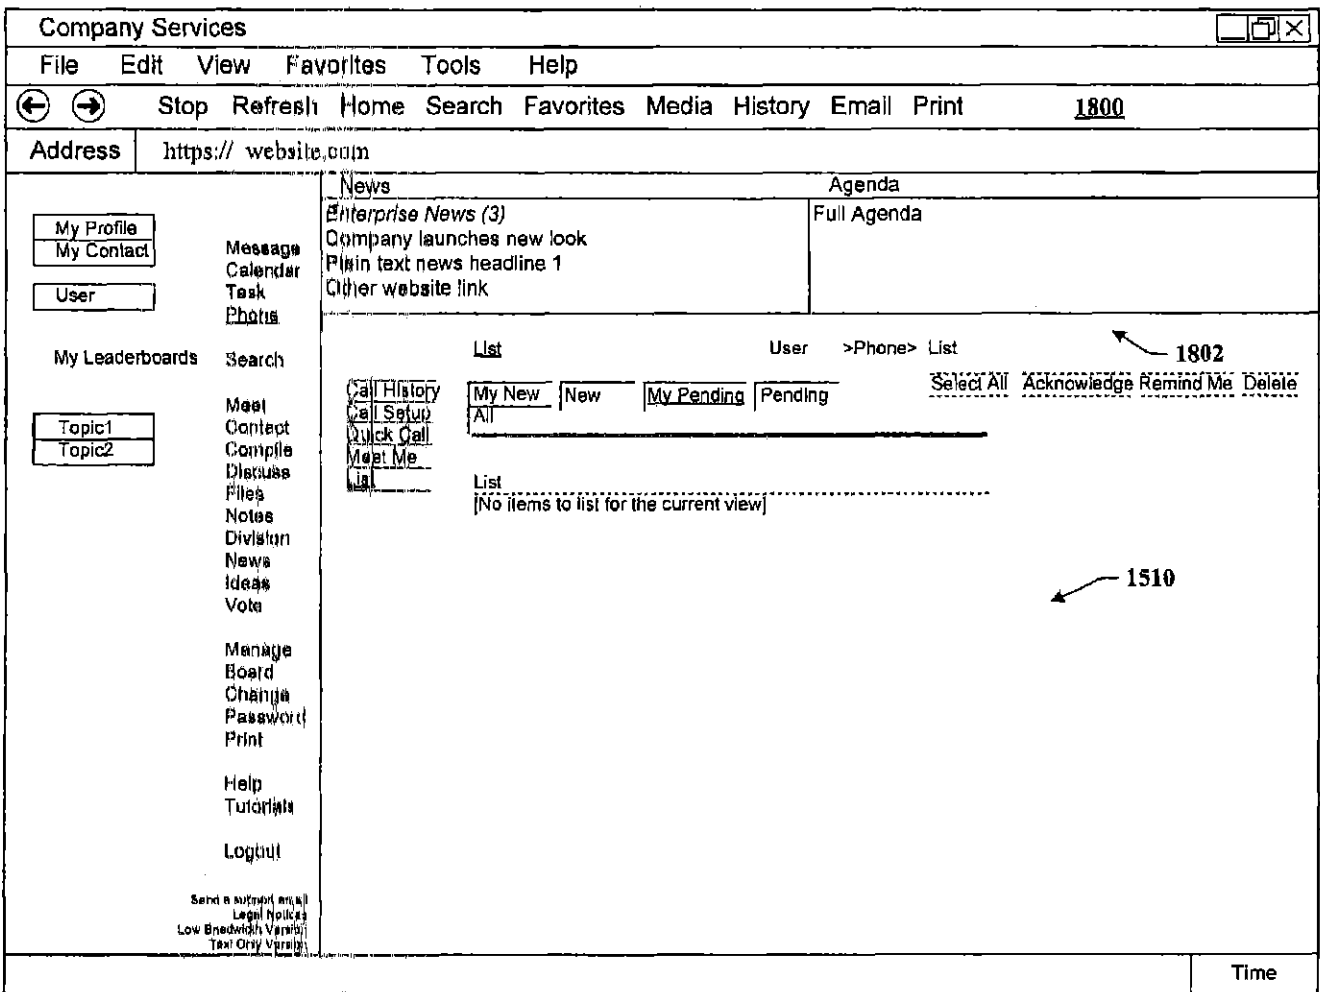 Company Services
File Edit View Favorites Tools Help
Stop Refresh Home Search Favorites Media History Email Print 1800
Address https:// website.com
News Agenda
Enterprise News (3)
Company launches new look
Plain text news headline 1
Other website link
Full Agenda
My Profile
My Contact
User
My Leaderboards
Topic1
Topic2
Message
Calendar
Task
Phone
Search
Meet
Contact
Compile
Discuss
Files
Notes
Division
News
Ideas
Vote
Manage
Board
Change
Password
Print
Help
Tutorials
Logout
Send a support email
Legal Notices
Low Bnedwidth Version
Text Only Version
List User >Phone> List
1802
Select All Acknowledge Remind Me Delete
Call History
Call Setup
Quick Call
Meet Me
List
My New New My Pending Pending
All
List
[No items to list for the current view]
1510
Time